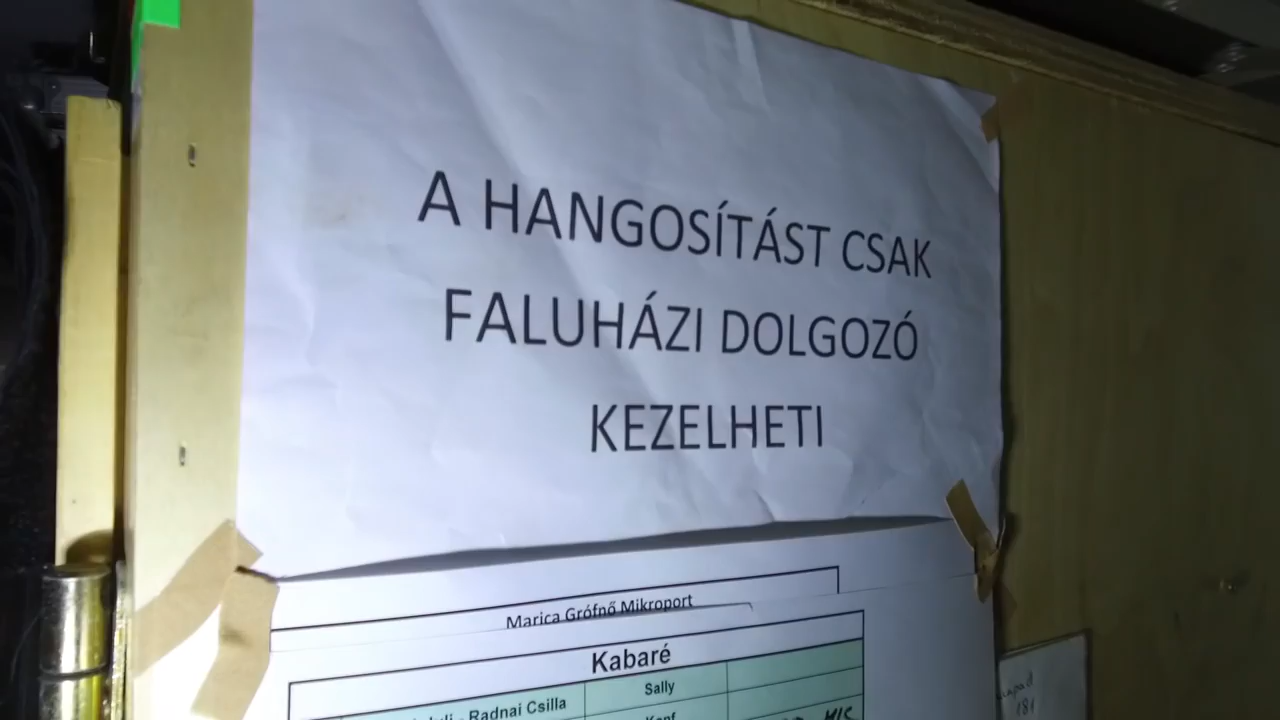 A HANGOSÍTÁST CSAK
FALUHÁZI DOLGOZÓ
KEZELHETI
Marica Grófnő Mikroport
Kabaré
Radnai Csilla
Sally